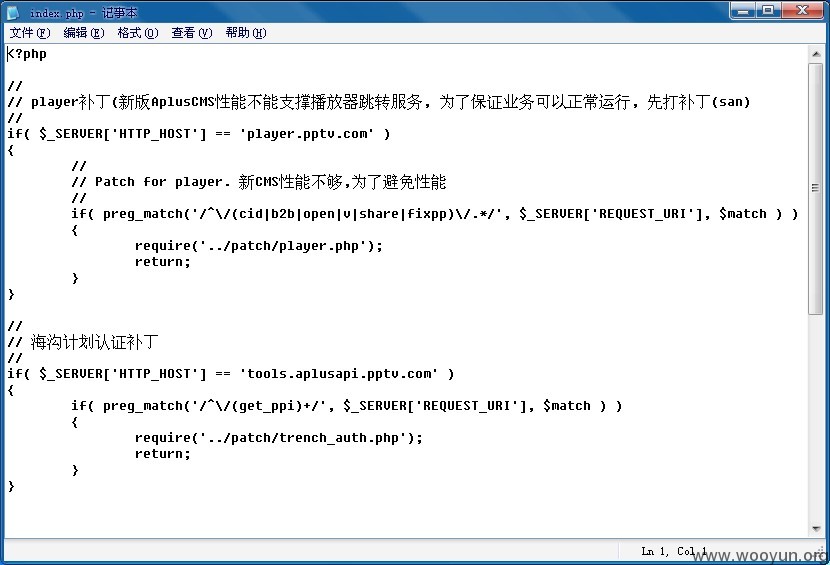 index.php - 记事本
文件(F) 编辑(E) 格式(O) 查看(V) 帮助(H)
<?php
//
// player补丁(新版AplusCMS性能不能支撑播放器跳转服务，为了保证业务可以正常运行，先打补丁(san)
//
if( $_SERVER['HTTP_HOST'] == 'player.pptv.com' )
{
//
// Patch for player. 新CMS性能不够,为了避免性能
//
if( preg_match('/^\/(cid|b2b|open|v|share|fixpp)\/.*/', $_SERVER['REQUEST_URI'], $match ) )
{
require('../patch/player.php');
return;
}
}
//
// 海沟计划认证补丁
//
if( $_SERVER['HTTP_HOST'] == 'tools.aplusapi.pptv.com' )
{
if( preg_match('/^\/(get_ppi)+/', $_SERVER['REQUEST_URI'], $match ) )
{
require('../patch/trench_auth.php');
return;
}
}
Ln 1, Col 1
www.wooyun.org